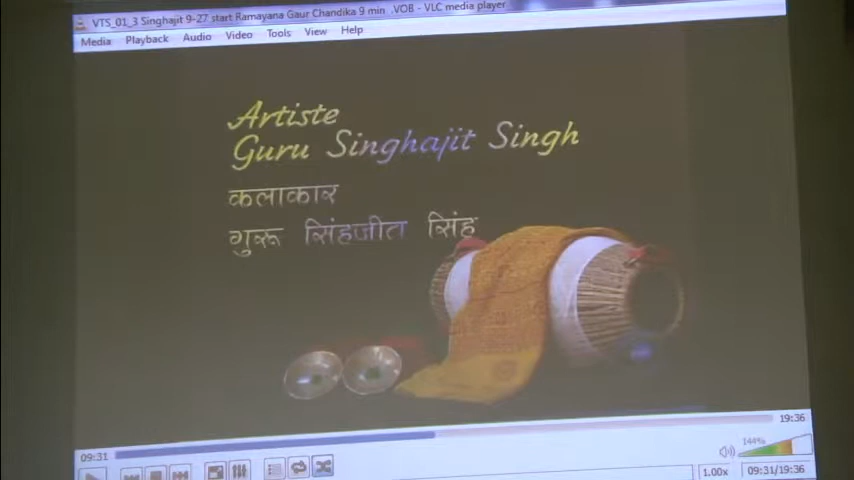 VTS_01_3 Singhajit 9-27 start Ramayana Gaur Chandika 9 min .VOB - VLC media player
Media Playback Audio Video Tools View Help
Artiste
Guru Singhajit Singh
कलाकार
गुरू सिंहजीत सिंह
09:31 19:36
144%
1.00x 09:31/19:36